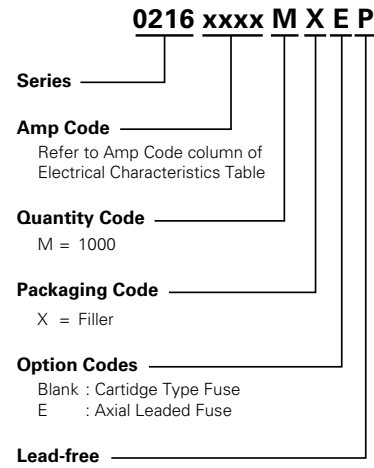 0216 xxxx M X E P
Series
Amp Code
Refer to Amp Code column of
Electrical Characteristics Table
Quantity Code
M = 1000
Packaging Code
X = Filler
Option Codes
Blank : Cartidge Type Fuse
E : Axial Leaded Fuse
Lead-free